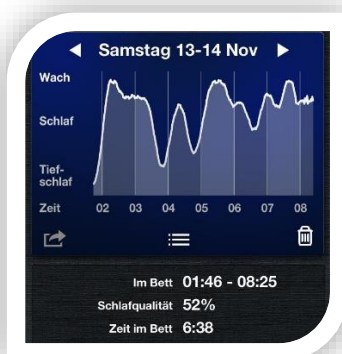 Samstag 13-14 Nov
Wach
Schlaf
Tief-
schlaf
Zeit 02 03 04 05 06 07 08
Im Bett 01:46 - 08:25
Schlafqualität 52%
Zeit im Bett 6:38